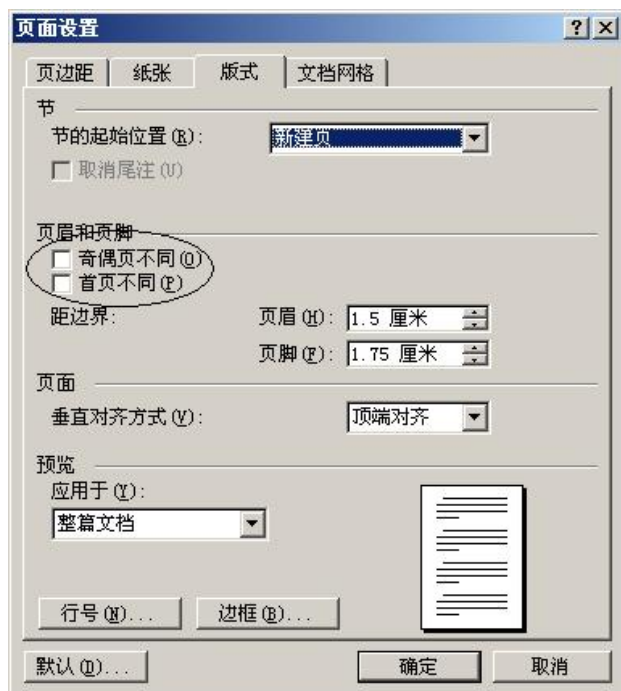 页面设置
页边距 纸张 版式 文档网格
节
节的起始位置(R): 新建页
取消尾注(U)
页眉和页脚
奇偶页不同(O)
首页不同(P)
距边界: 页眉(H): 1.5 厘米
页脚(F): 1.75 厘米
页面
垂直对齐方式(V): 顶端对齐
预览
应用于(Y):
整篇文档
行号(N)... 边框(B)...
默认(D)... 确定 取消